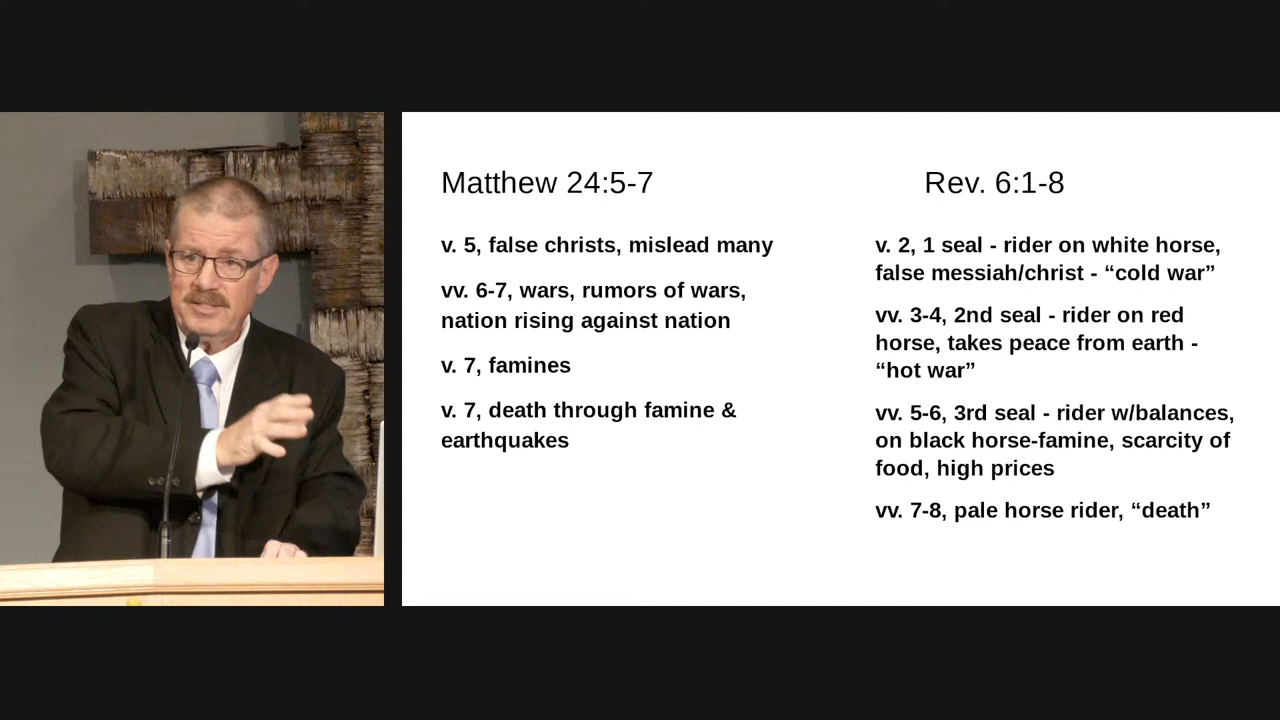 Matthew 24:5-7
v. 5, false christs, mislead many
vv. 6-7, wars, rumors of wars,
nation rising against nation
v. 7, famines
v. 7, death through famine &
earthquakes
Rev. 6:1-8
v. 2, 1 seal - rider on white horse,
false messiah/christ - “cold war”
vv. 3-4, 2nd seal - rider on red
horse, takes peace from earth -
“hot war”
vv. 5-6, 3rd seal - rider w/balances,
on black horse-famine, scarcity of
food, high prices
vv. 7-8, pale horse rider, “death”